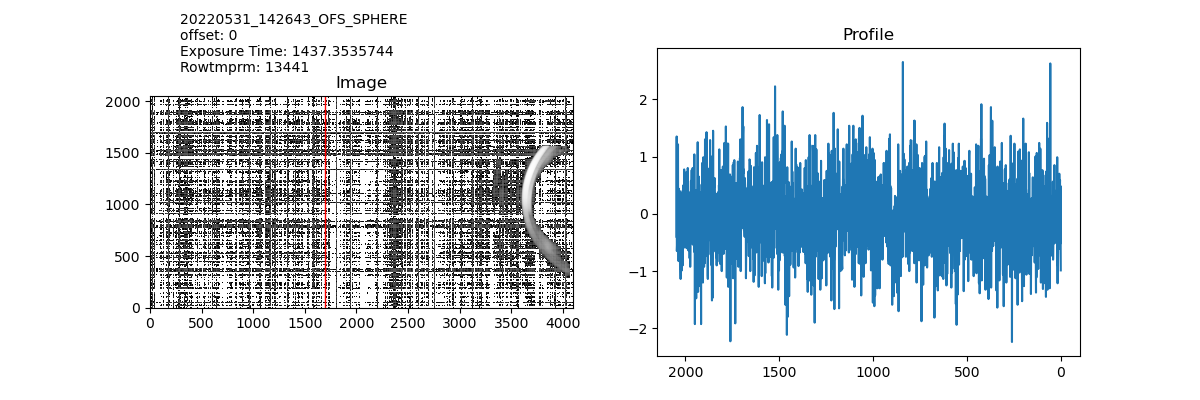 20220531_142643_OFS_SPHERE
offset: 0
Exposure Time: 1437.3535744
Rowtmprm: 13441
Image
2000
1500
1000
500
0
0 500 1000 1500 2000 2500 3000 3500 4000
Profile
2
1
0
−1
−2
2000 1500 1000 500 0